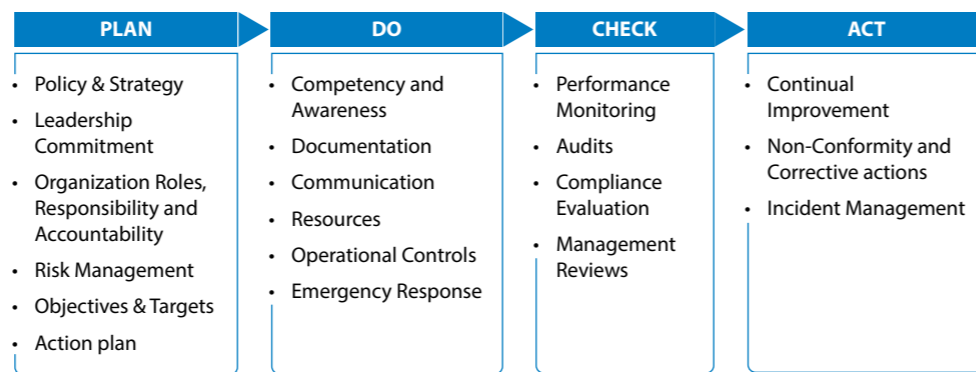 PLAN
• Policy & Strategy
• Leadership
Commitment
• Organization Roles,
Responsibility and
Accountability
• Risk Management
• Objectives & Targets
• Action plan
DO
• Competency and
Awareness
• Documentation
• Communication
• Resources
• Operational Controls
• Emergency Response
CHECK
• Performance
Monitoring
• Audits
• Compliance
Evaluation
• Management
Reviews
ACT
• Continual
Improvement
• Non-Conformity and
Corrective actions
• Incident Management